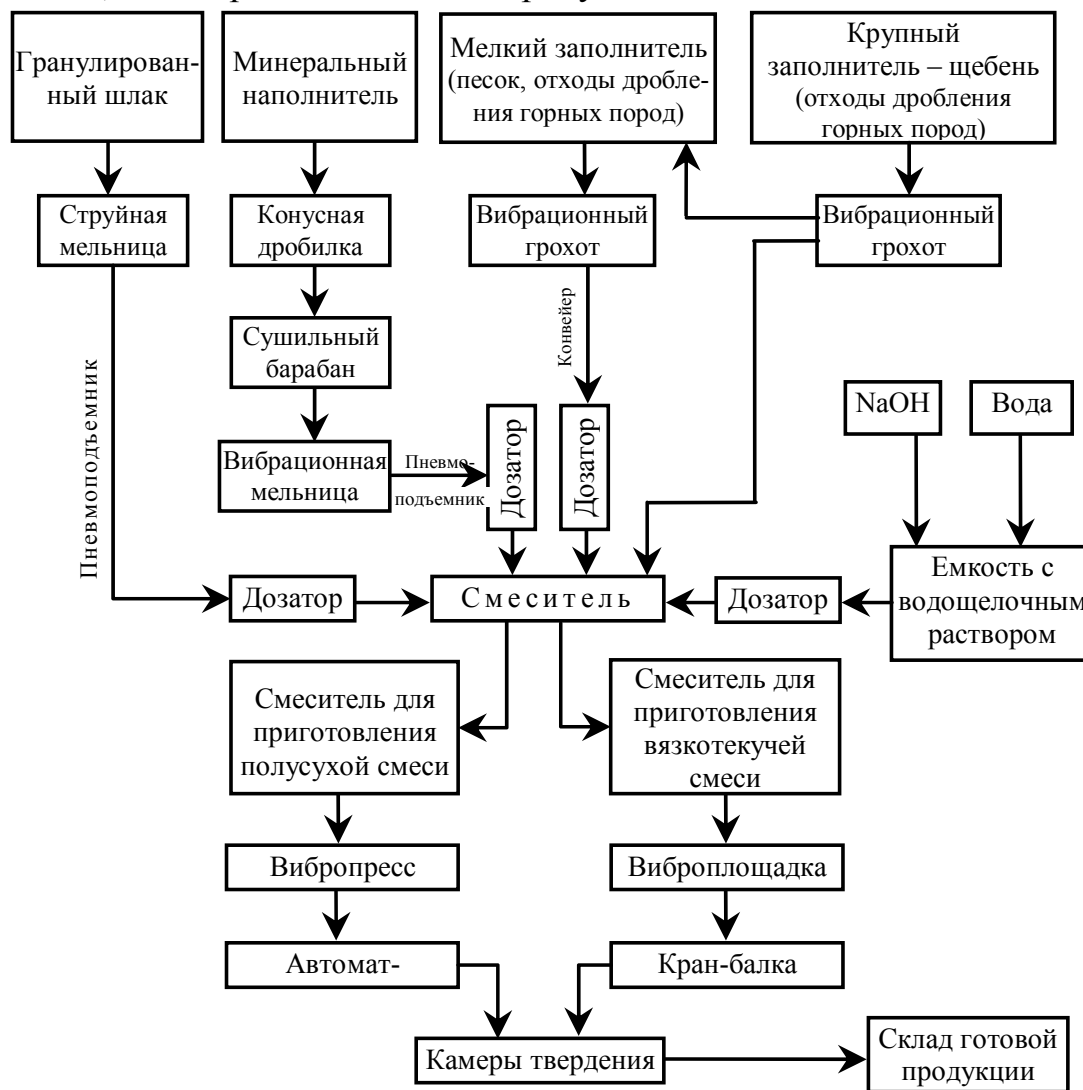 Гранулирован-
ный шлак
Минеральный
наполнитель
Мелкий заполнитель
(песок, отходы дробле-
ния горных пород)
Крупный
заполнитель – щебень
(отходы дробления
горных пород)
Струйная
мельница
Конусная
дробилка
Вибрационный
грохот
Вибрационный
грохот
Сушильный
барабан
Конвейер
Пневмоподъемник
Вибрационная
мельница
Пневмо-
подъемник
Дозатор
Дозатор
NaOH
Вода
Дозатор
Смеситель
Дозатор
Емкость с
водощелочным
раствором
Смеситель для
приготовления
полусухой смеси
Смеситель для
приготовления
вязкотекучей
смеси
Вибропресс
Виброплощадка
Автомат-
Кран-балка
Камеры твердения
Склад готовой
продукции